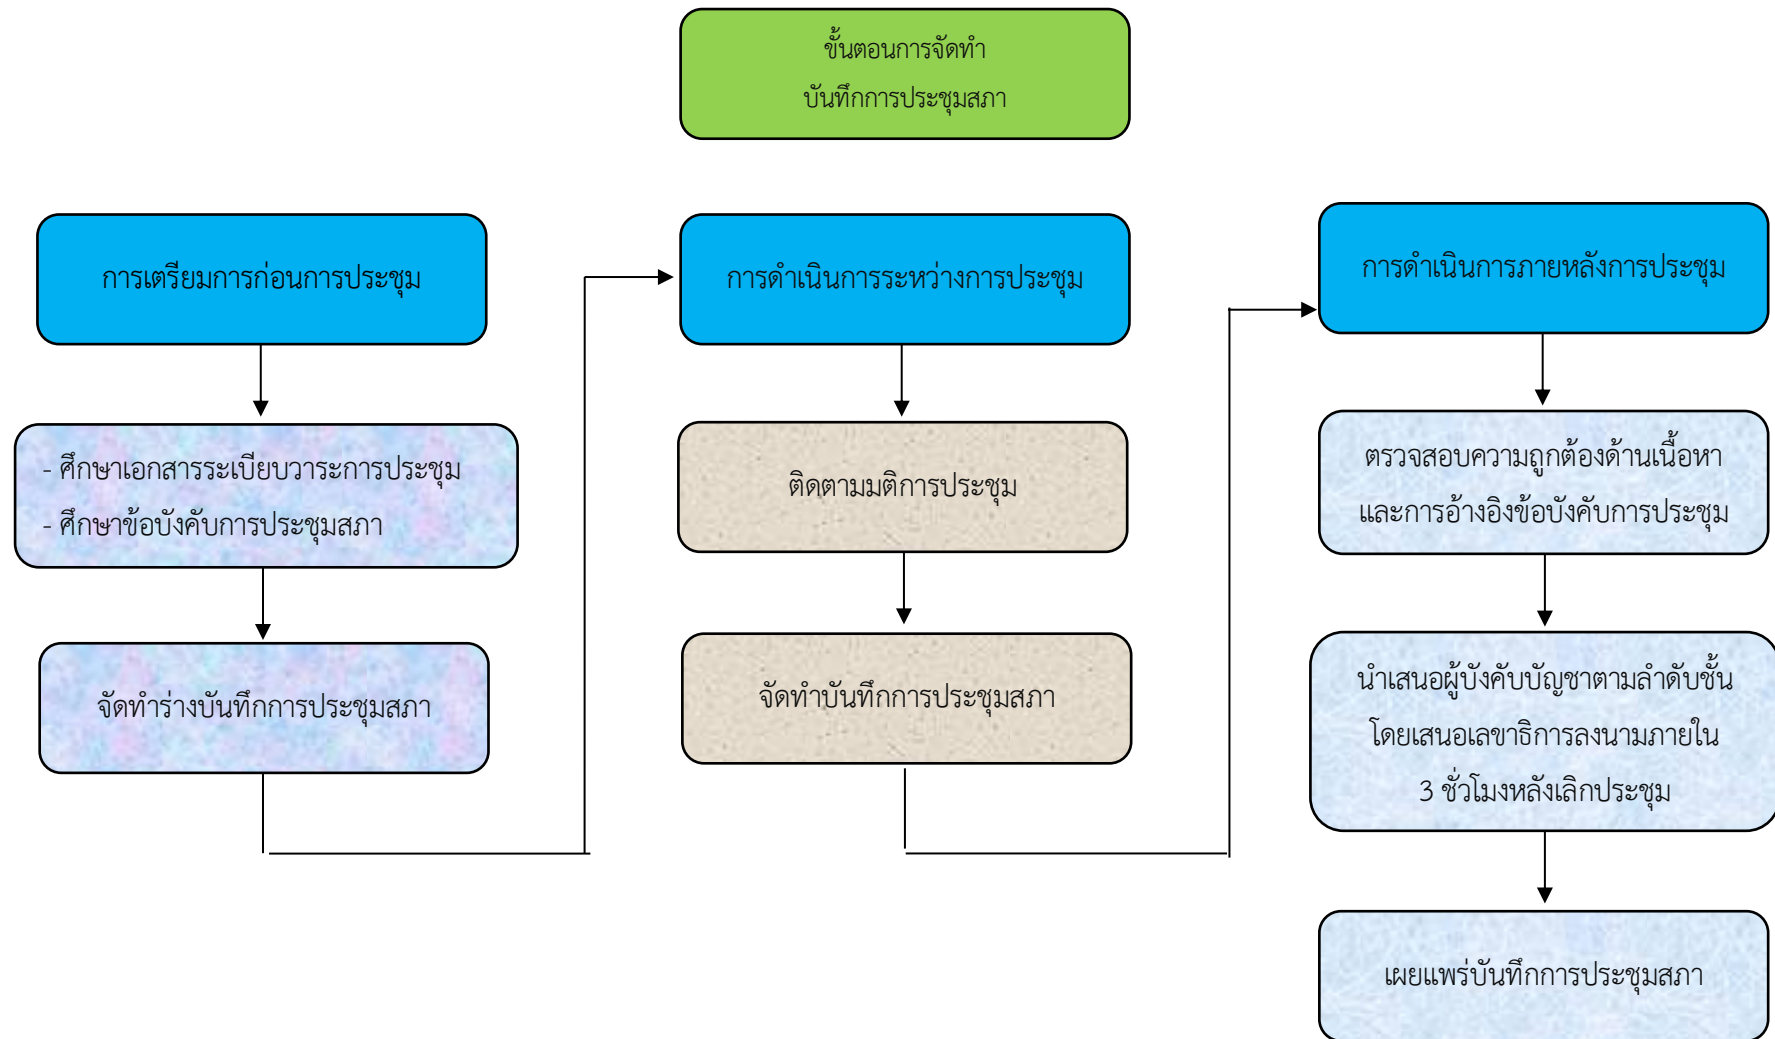 ขั้นตอนการจัดทำ
บันทึกการประชุมสภา
การเตรียมการก่อนการประชุม
- ศึกษาเอกสารระเบียบวาระการประชุม
- ศึกษาข้อบังคับการประชุมสภา
จัดทำร่างบันทึกการประชุมสภา
การดำเนินการระหว่างการประชุม
ติดตามมติการประชุม
จัดทำบันทึกการประชุมสภา
การดำเนินการภายหลังการประชุม
ตรวจสอบความถูกต้องด้านเนื้อหา
และการอ้างอิงข้อบังคับการประชุม
นำเสนอผู้บังคับบัญชาตามลำดับชั้น
โดยเสนอเลขาธิการลงนามภายใน
3 ชั่วโมงหลังเลิกประชุม
เผยแพร่บันทึกการประชุมสภา